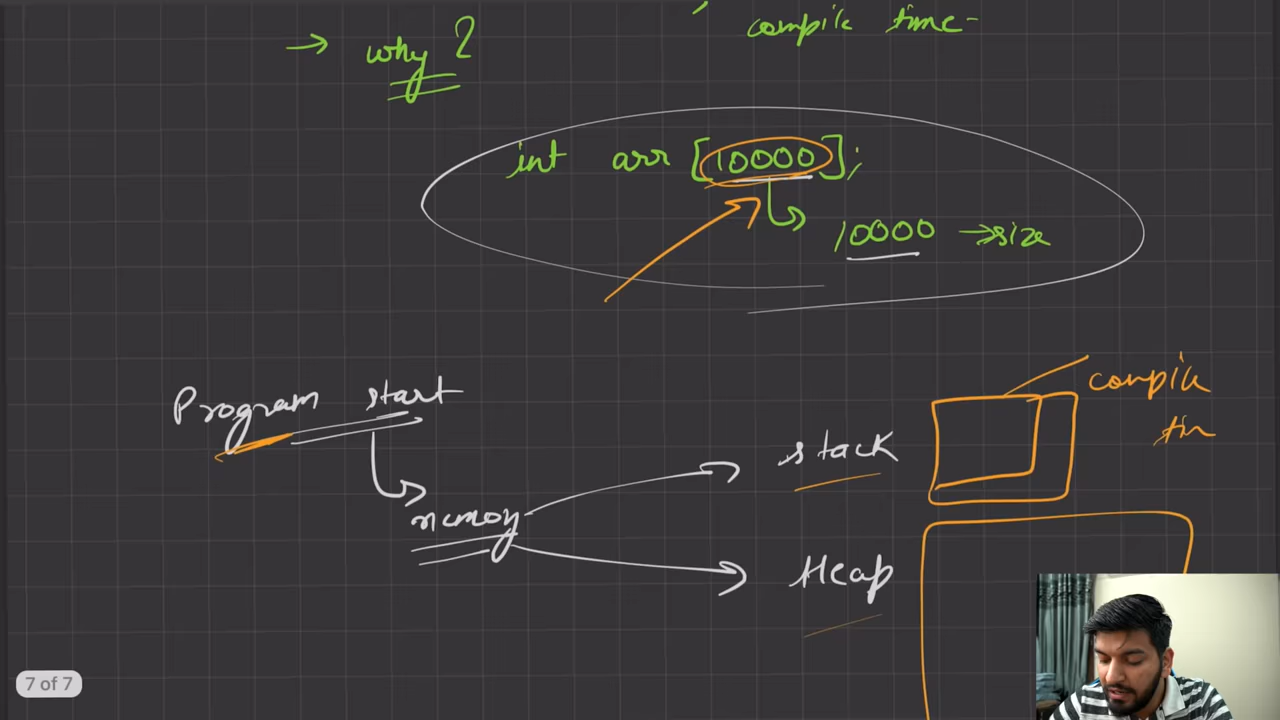 compile time-
→ why ?
int arr [10000];
10000 → size
Program start
compile
stack
memory
Heap
7 of 7